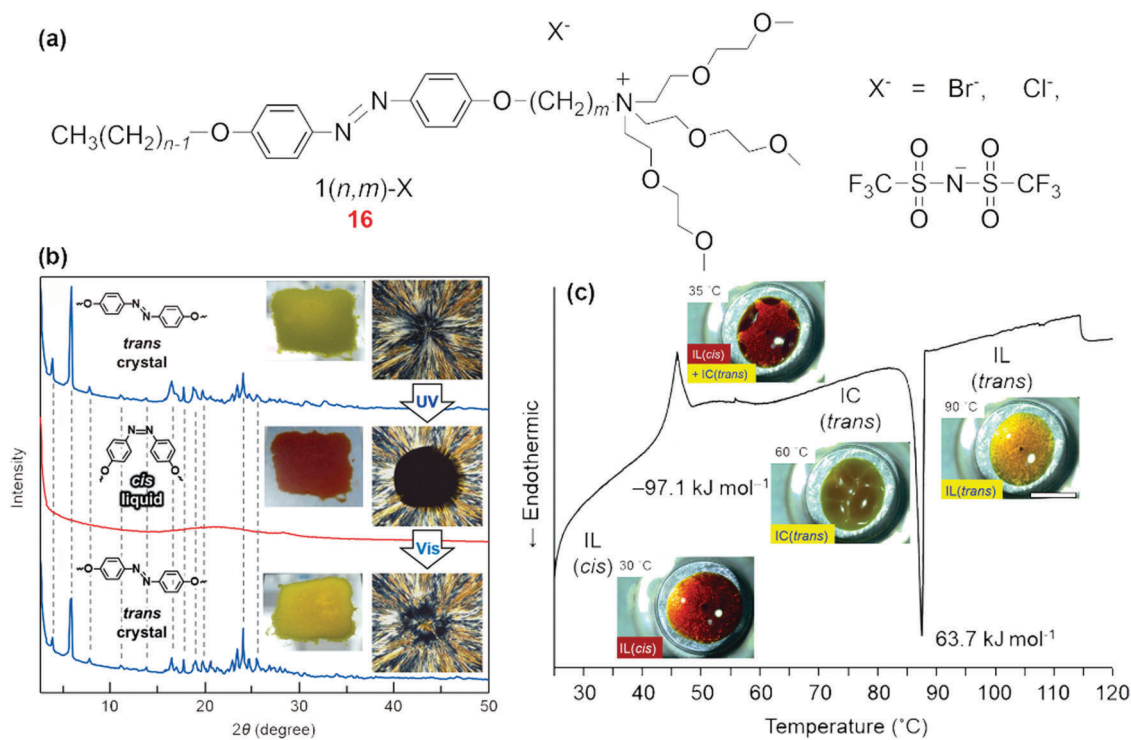 (a)
X⁻
CH₃(CH₂)n-1
O
N
N
O
(CH₂)m
+
N
O
O
O
O
O
O
1(n,m)-X
16
X⁻ = Br⁻, Cl⁻,
O O
F₃C S N⁻ S CF₃
O O
(b)
trans
crystal
UV
cis
liquid
Vis
trans
crystal
Intensity
10 20 30 40 50
2θ (degree)
(c)
← Endothermic
35 °C
IL(cis)
+ IC(trans)
IL
(trans)
IC
(trans)
90 °C
IL(trans)
60 °C
IC(trans)
–97.1 kJ mol⁻¹
IL
(cis)
30 °C
IL(cis)
63.7 kJ mol⁻¹
30 40 50 60 70 80 90 100 110 120
Temperature (°C)